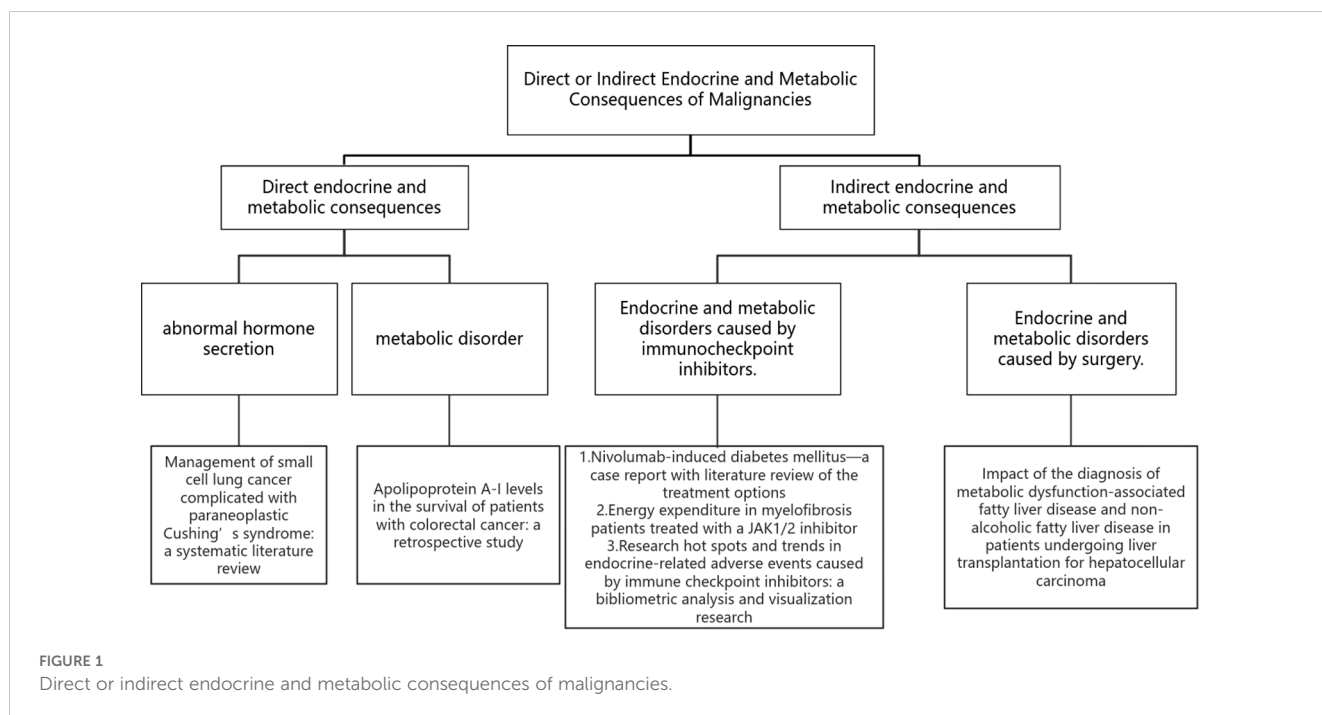 Direct or Indirect Endocrine and Metabolic
Consequences of Malignancies
Direct endocrine and
metabolic consequences
Indirect endocrine and
metabolic consequences
abnormal hormone
secretion
metabolic disorder
Endocrine and metabolic
disorders caused by
immunocheckpoint
inhibitors.
Endocrine and
metabolic disorders
caused by surgery.
Management of small
cell lung cancer
complicated with
paraneoplastic
Cushing's syndrome:
a systematic literature
review
Apolipoprotein A-I levels
in the survival of patients
with colorectal cancer: a
retrospective study
1.Nivolumab-induced diabetes mellitus—a
case report with literature review of the
treatment options
2.Energy expenditure in myelofibrosis
patients treated with a JAK1/2 inhibitor
3.Research hot spots and trends in
endocrine-related adverse events caused
by immune checkpoint inhibitors: a
bibliometric analysis and visualization
research
Impact of the diagnosis of
metabolic dysfunction-associated
fatty liver disease and non-
alcoholic fatty liver disease in
patients undergoing liver
transplantation for hepatocellular
carcinoma
FIGURE 1
Direct or indirect endocrine and metabolic consequences of malignancies.